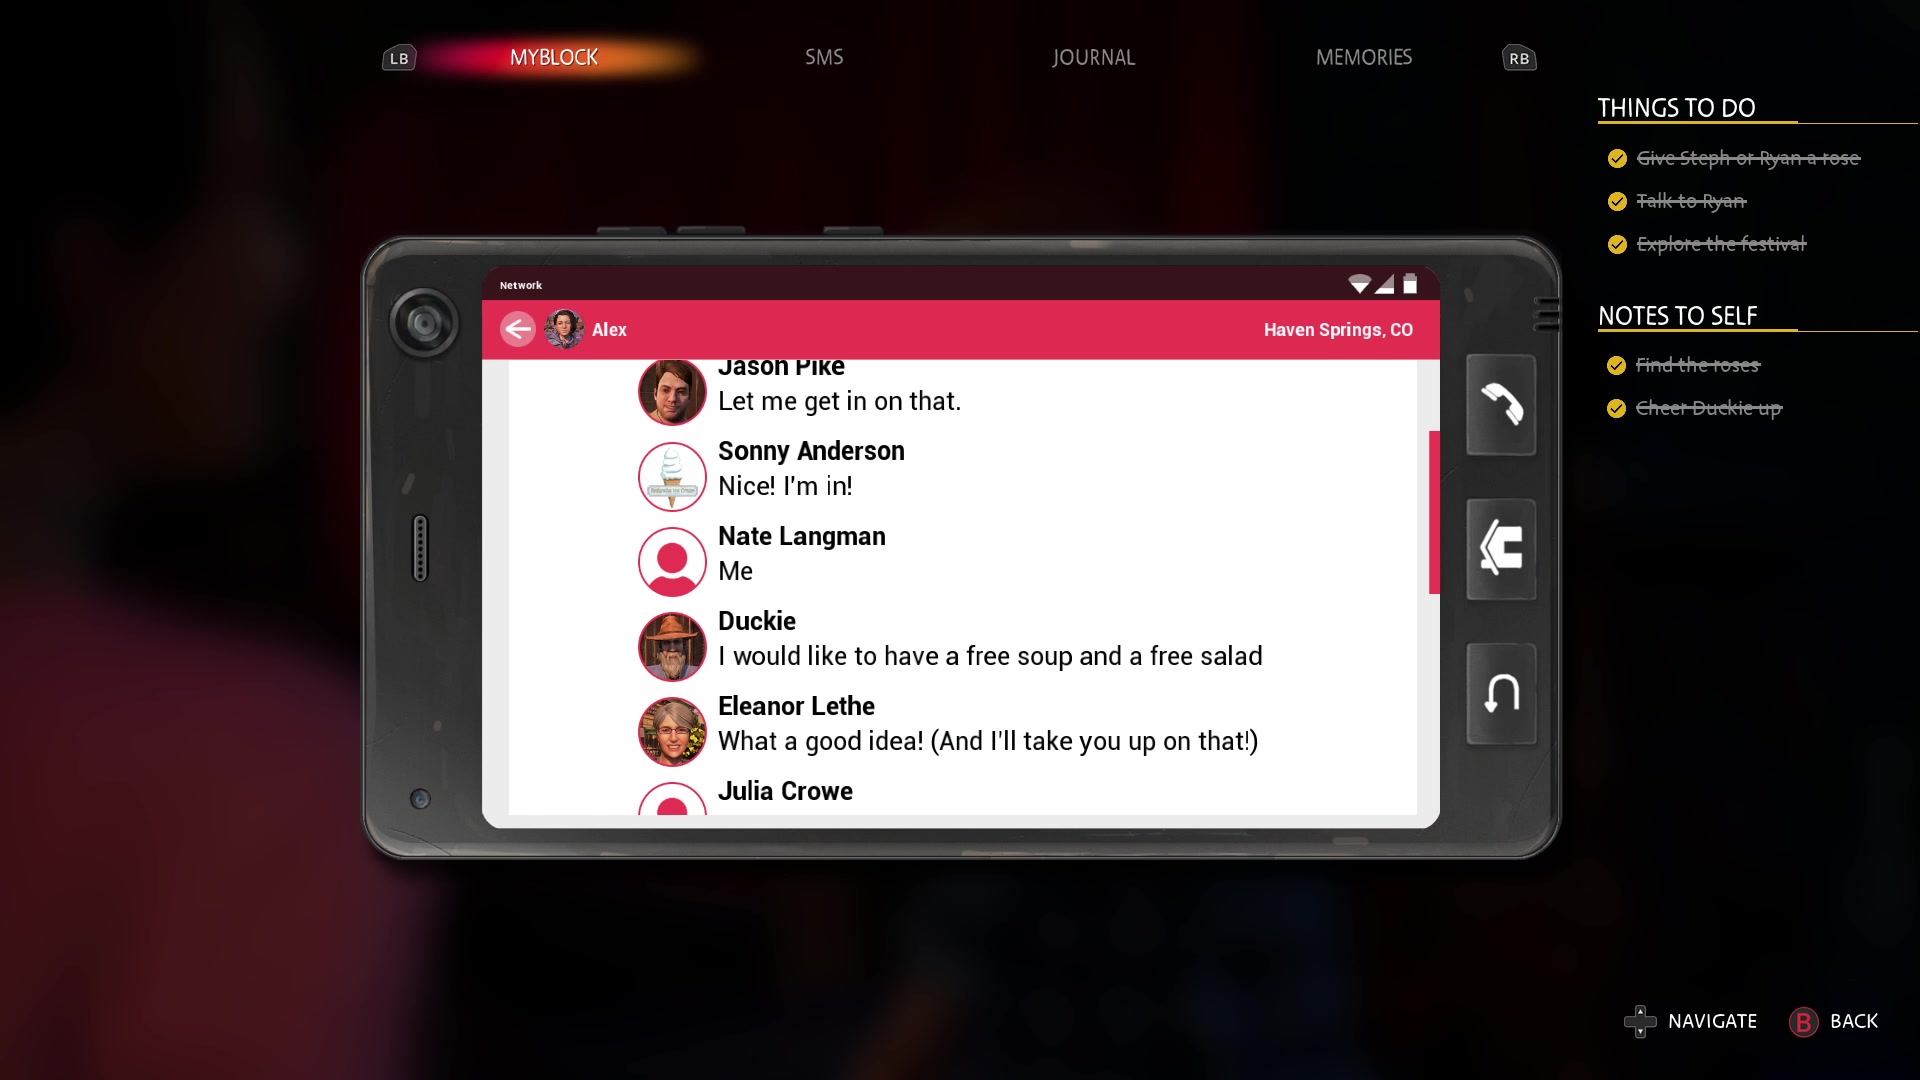 LB
MYBLOCK
SMS
JOURNAL
MEMORIES
RB
THINGS TO DO
Give Steph or Ryan a rose
Talk to Ryan
Explore the festival
NOTES TO SELF
Find the roses
Cheer Duckie up
Network
Alex
Haven Springs, CO
Jason Pike
Let me get in on that.
Sonny Anderson
Nice! I'm in!
Nate Langman
Me
Duckie
I would like to have a free soup and a free salad
Eleanor Lethe
What a good idea! (And I'll take you up on that!)
Julia Crowe
NAVIGATE
B
BACK